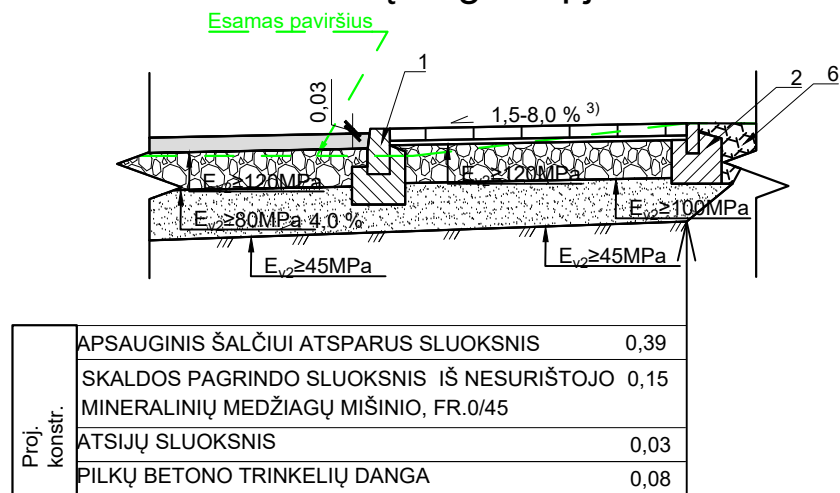 Esamas paviršius
1
0,03
1,5-8,0 % 3)
2
6
Ev2≥120MPa
Ev2≥120MPa
Ev2≥80MPa 4,0 %
Ev2≥100MPa
Ev2≥45MPa
Ev2≥45MPa
Proj. konstr.
APSAUGINIS ŠALČIUI ATSPARUS SLUOKSNIS 0,39
SKALDOS PAGRINDO SLUOKSNIS IŠ NESURIŠTOJO 0,15
MINERALINIŲ MEDŽIAGŲ MIŠINIO, FR.0/45
ATSIJŲ SLUOKSNIS 0,03
PILKŲ BETONO TRINKELIŲ DANGA 0,08